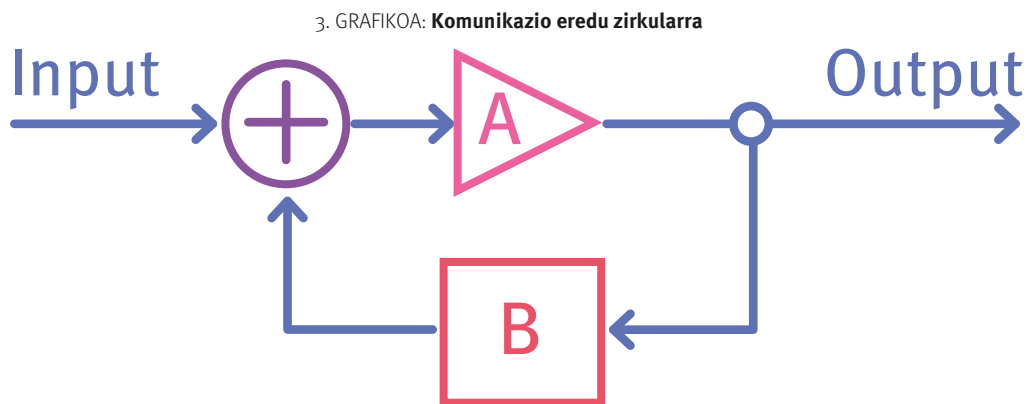 3. GRAFIKOA: Komunikazio eredu zirkularra
Input
Output
A
B